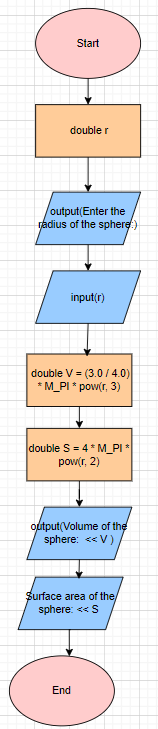 Start
double r
output(Enter the
radius of the sphere:)
input(r)
double V = (3.0 / 4.0)
* M_PI * pow(r, 3)
double S = 4 * M_PI *
pow(r, 2)
output(Volume of the
sphere:  << V )
Surface area of the
sphere: << S
End